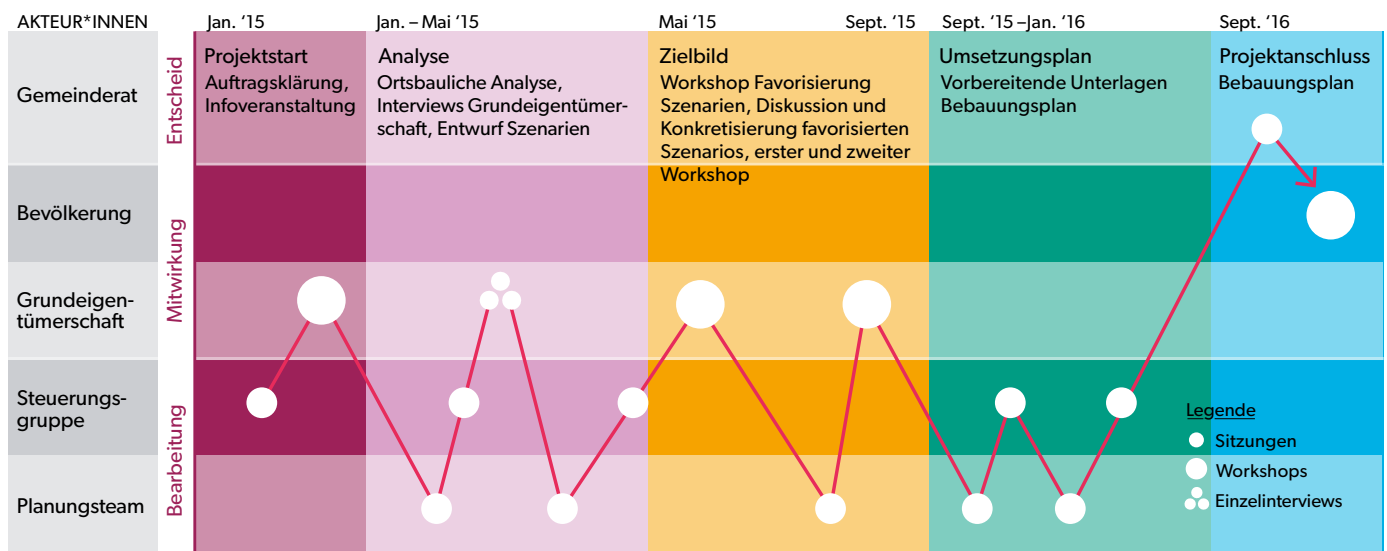 AKTEUR*INNEN
Jan. ‘15
Jan. – Mai ‘15
Mai ‘15
Sept. ‘15
Sept. ‘15 –Jan. ‘16
Sept. ‘16
Gemeinderat
Bevölkerung
Grundeigen-
tümerschaft
Steuerungs-
gruppe
Planungsteam
Entscheid
Mitwirkung
Bearbeitung
Projektstart
Auftragsklärung,
Infoveranstaltung
Analyse
Ortsbauliche Analyse,
Interviews Grundeigentümer-
schaft, Entwurf Szenarien
Zielbild
Workshop Favorisierung
Szenarien, Diskussion und
Konkretisierung favorisierten
Szenarios, erster und zweiter
Workshop
Umsetzungsplan
Vorbereitende Unterlagen
Bebauungsplan
Projektanschluss
Bebauungsplan
Legende
Sitzungen
Workshops
Einzelinterviews